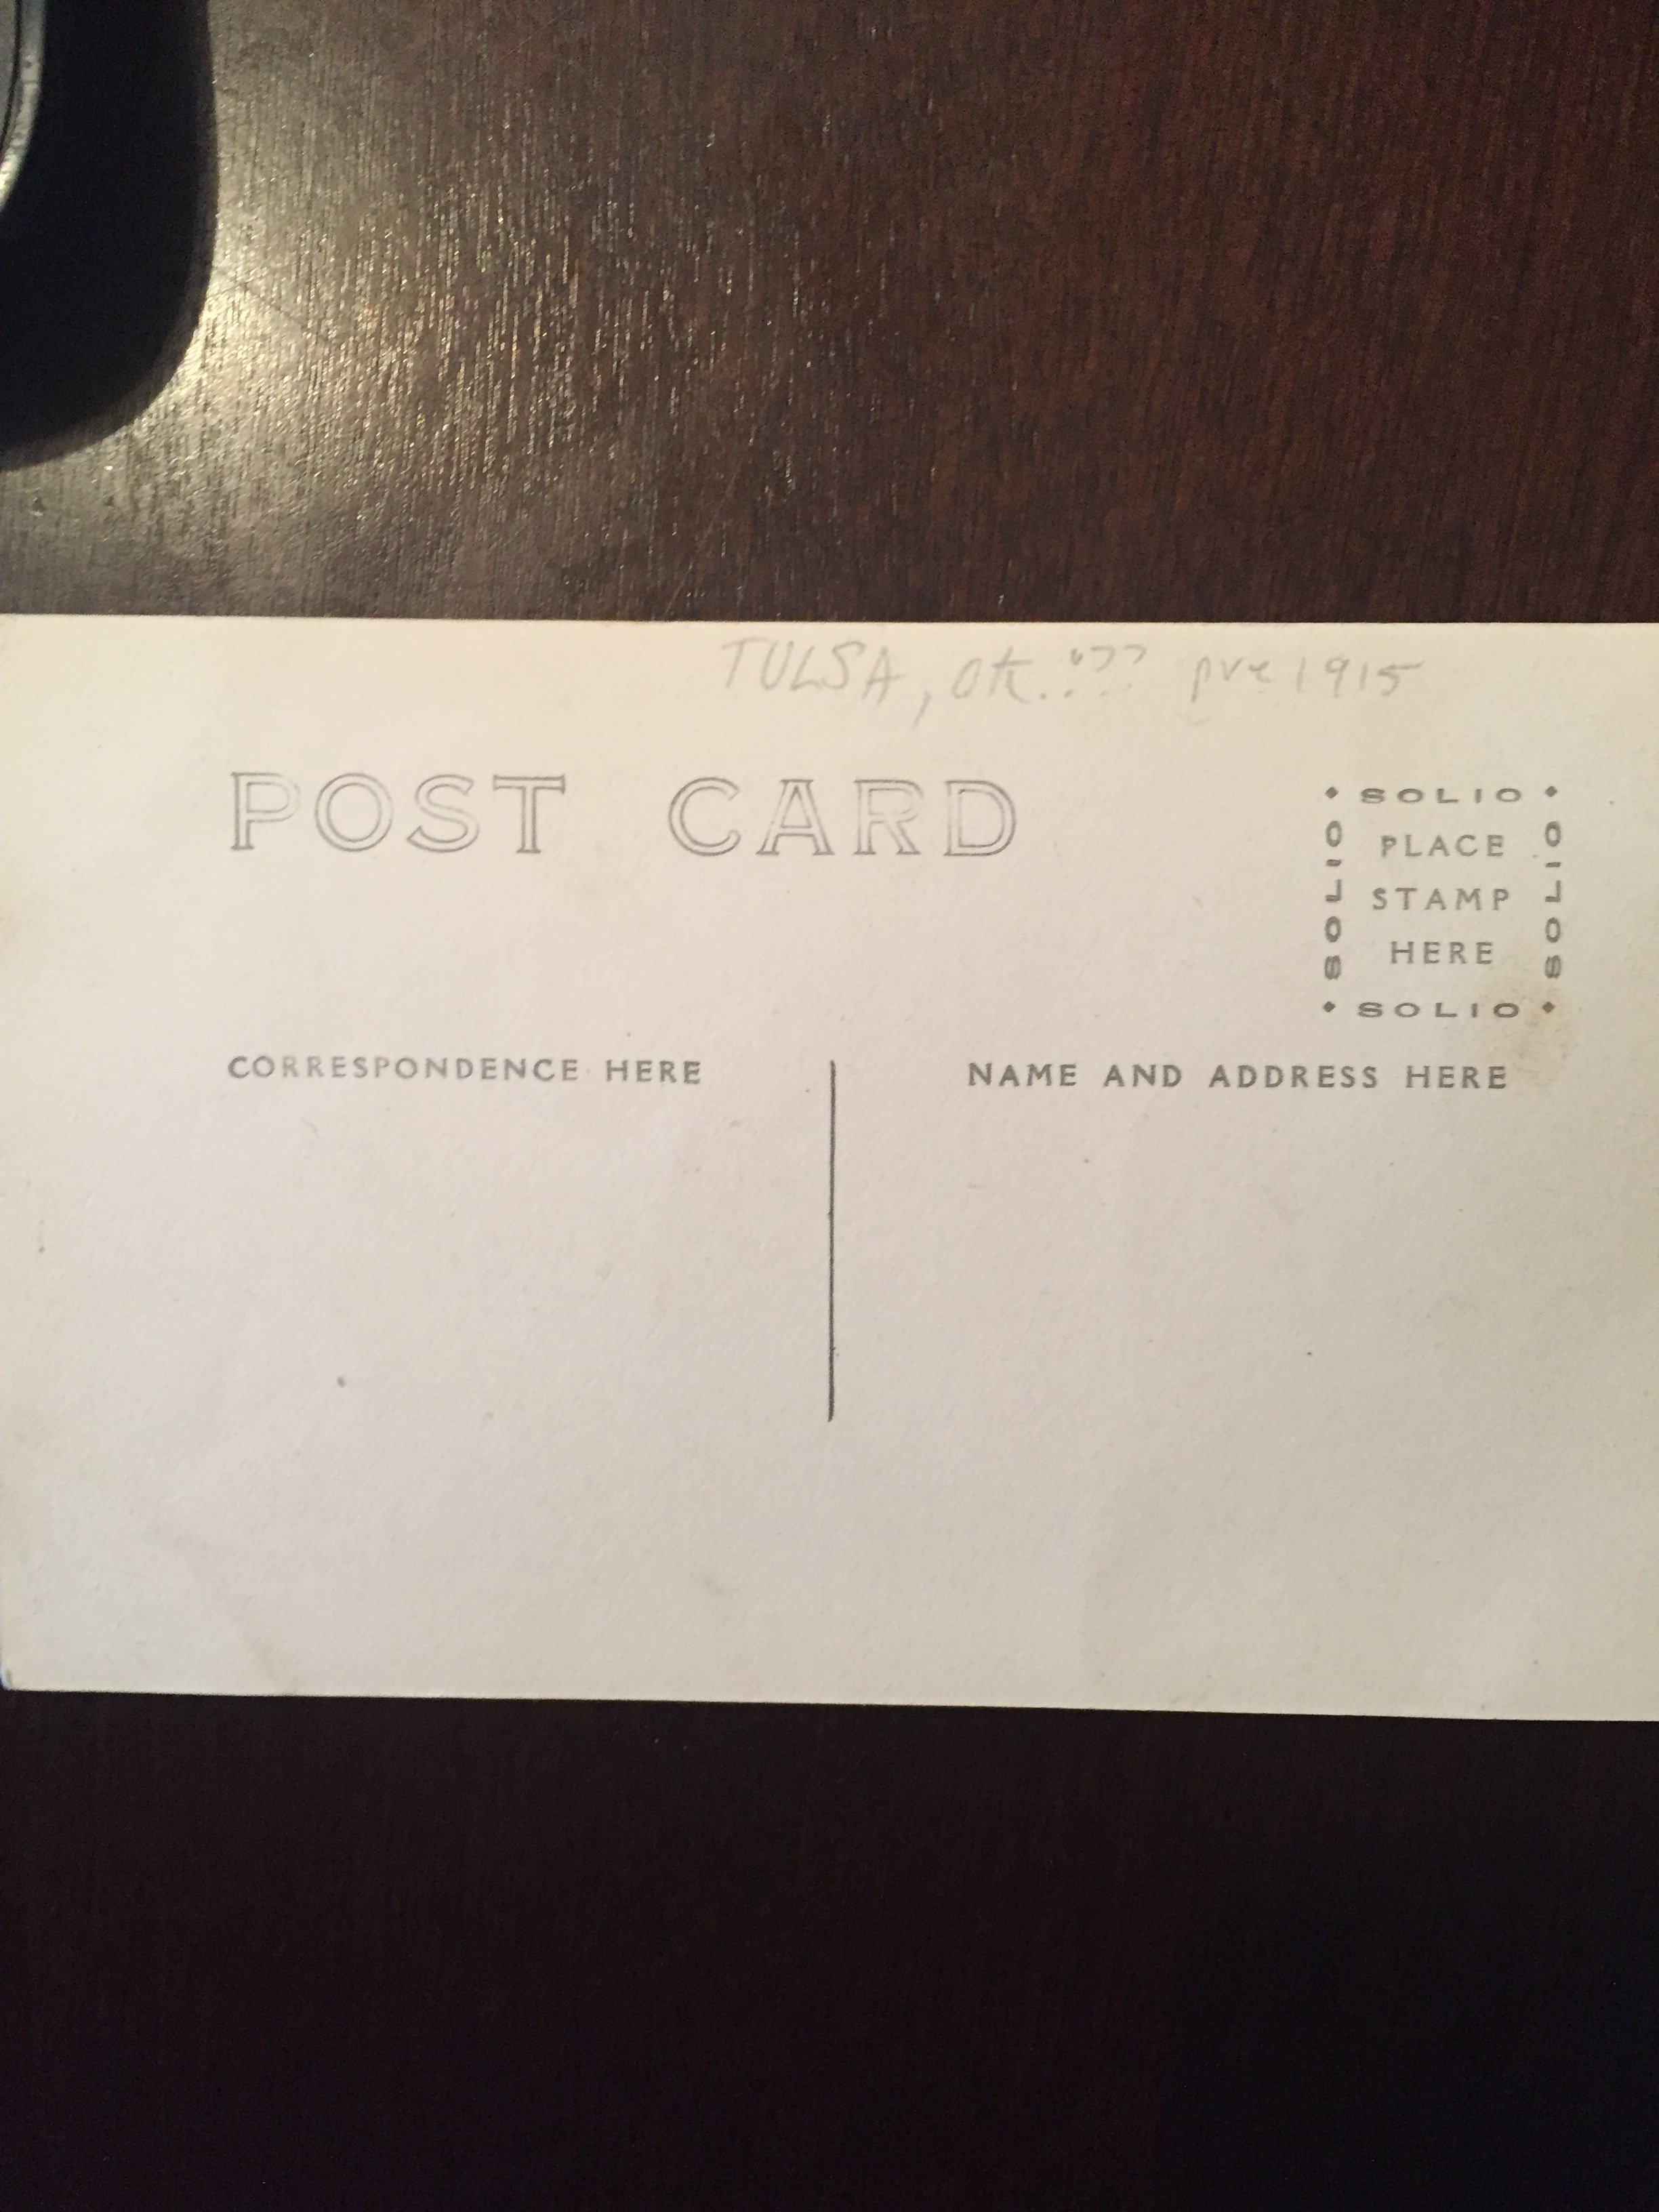 TULSA, OK. ??? pre 1915
POST CARD
• SOLIO •
SOLIO PLACE SOLIO
STAMP
HERE
• SOLIO •
CORRESPONDENCE HERE
NAME AND ADDRESS HERE